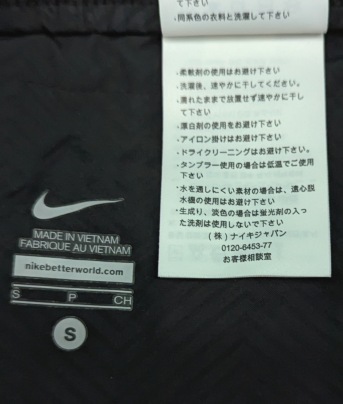 て下さい
・同系色の衣料と洗濯して下さい
・柔軟剤の使用はお避け下さい
・洗濯後、速やかに干してください。
・濡れたままで放置せず速やかに干し
て下さい
・漂白剤の使用をお避け下さい
・アイロン掛けはお避け下さい
・ドライクリーニングはお避け下さい。
・タンブラー使用の場合は低温でご使用
下さい
・水を通しにくい素材の場合は、遠心脱
水機の使用はお避け下さい
・生成り、淡色の場合は蛍光剤の入っ
た洗剤は使用しないで下さい
(株)ナイキジャパン
0120-6453-77
お客様相談室
MADE IN VIETNAM
FABRIQUÉ AU VIETNAM
nikebetterworld.com
S P CH
S